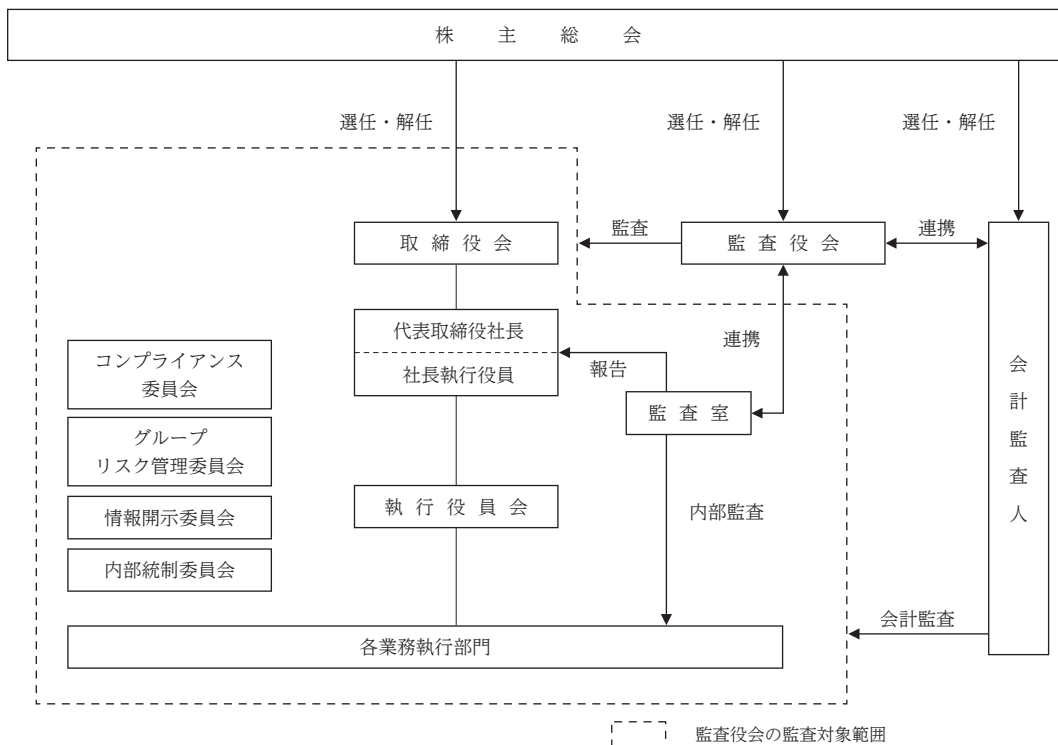 株主総会
選任・解任
選任・解任
選任・解任
取締役会
監査
監査役会
連携
代表取締役社長
社長執行役員
報告
連携
監査室
コンプライアンス
委員会
グループ
リスク管理委員会
情報開示委員会
内部統制委員会
執行役員会
内部監査
会計監査人
会計監査
各業務執行部門
監査役会の監査対象範囲